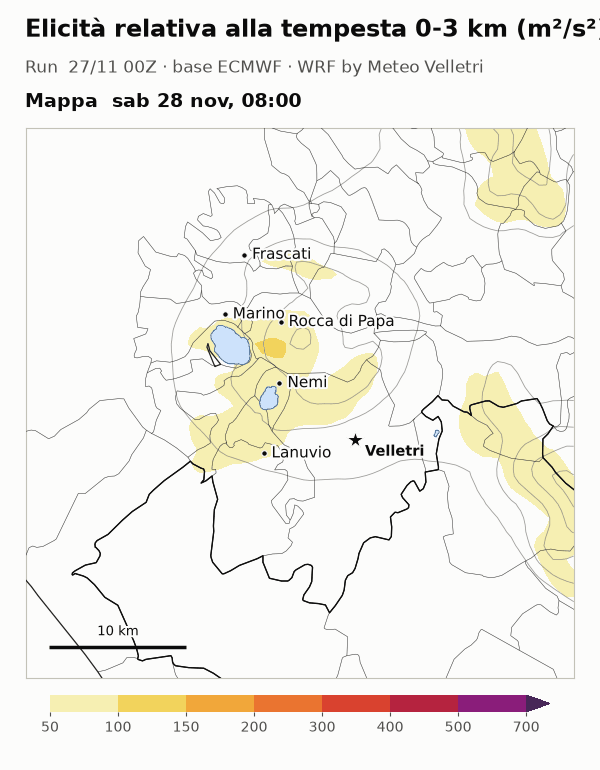 Elicità relativa alla tempesta 0-3 km (m²/s²)
Run  27/11 00Z · base ECMWF · WRF by Meteo Velletri
Mappa  sab 28 nov, 08:00
Frascati
Marino
Rocca di Papa
Nemi
Velletri
Lanuvio
10 km
50 100 150 200 300 400 500 700